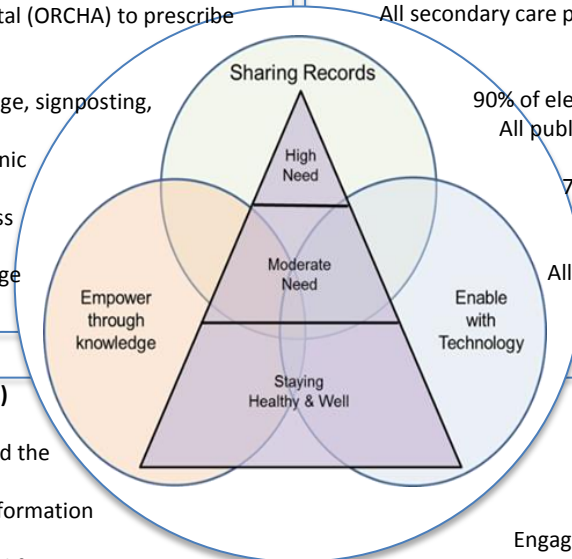 tal (ORCHA) to prescribe
All secondary care p
Sharing Records
ge, signposting,
90% of ele
All publ
nic
High
Need
7
ss
Moderate
Need
ge
All
Empower
through
knowledge
Enable
with
Technology
Staying
Healthy & Well
)
d the
formation
Engag